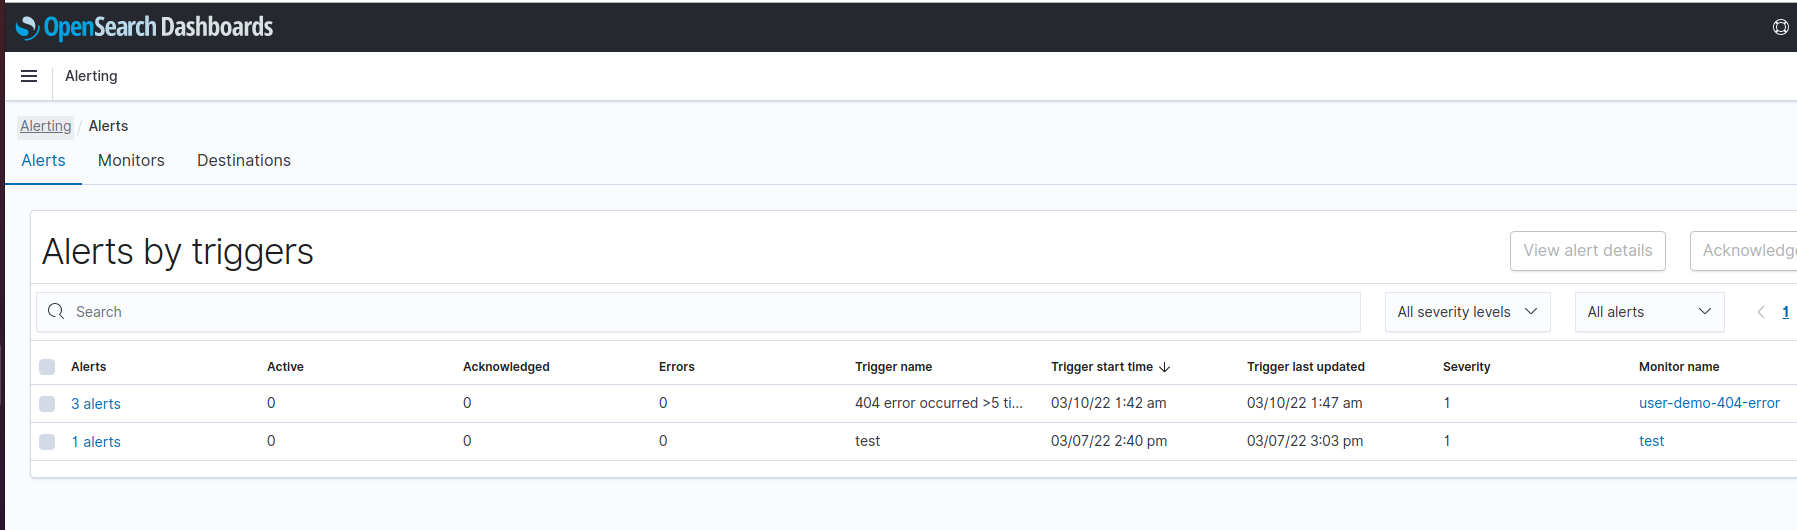 OpenSearch Dashboards
Alerting
Alerting / Alerts
Alerts Monitors Destinations
Alerts by triggers
View alert details Acknowledg
Search All severity levels All alerts 1
Alerts Active Acknowledged Errors Trigger name Trigger start time Trigger last updated Severity Monitor name
3 alerts 0 0 0 404 error occurred >5 ti... 03/10/22 1:42 am 03/10/22 1:47 am 1 user-demo-404-error
1 alerts 0 0 0 test 03/07/22 2:40 pm 03/07/22 3:03 pm 1 test